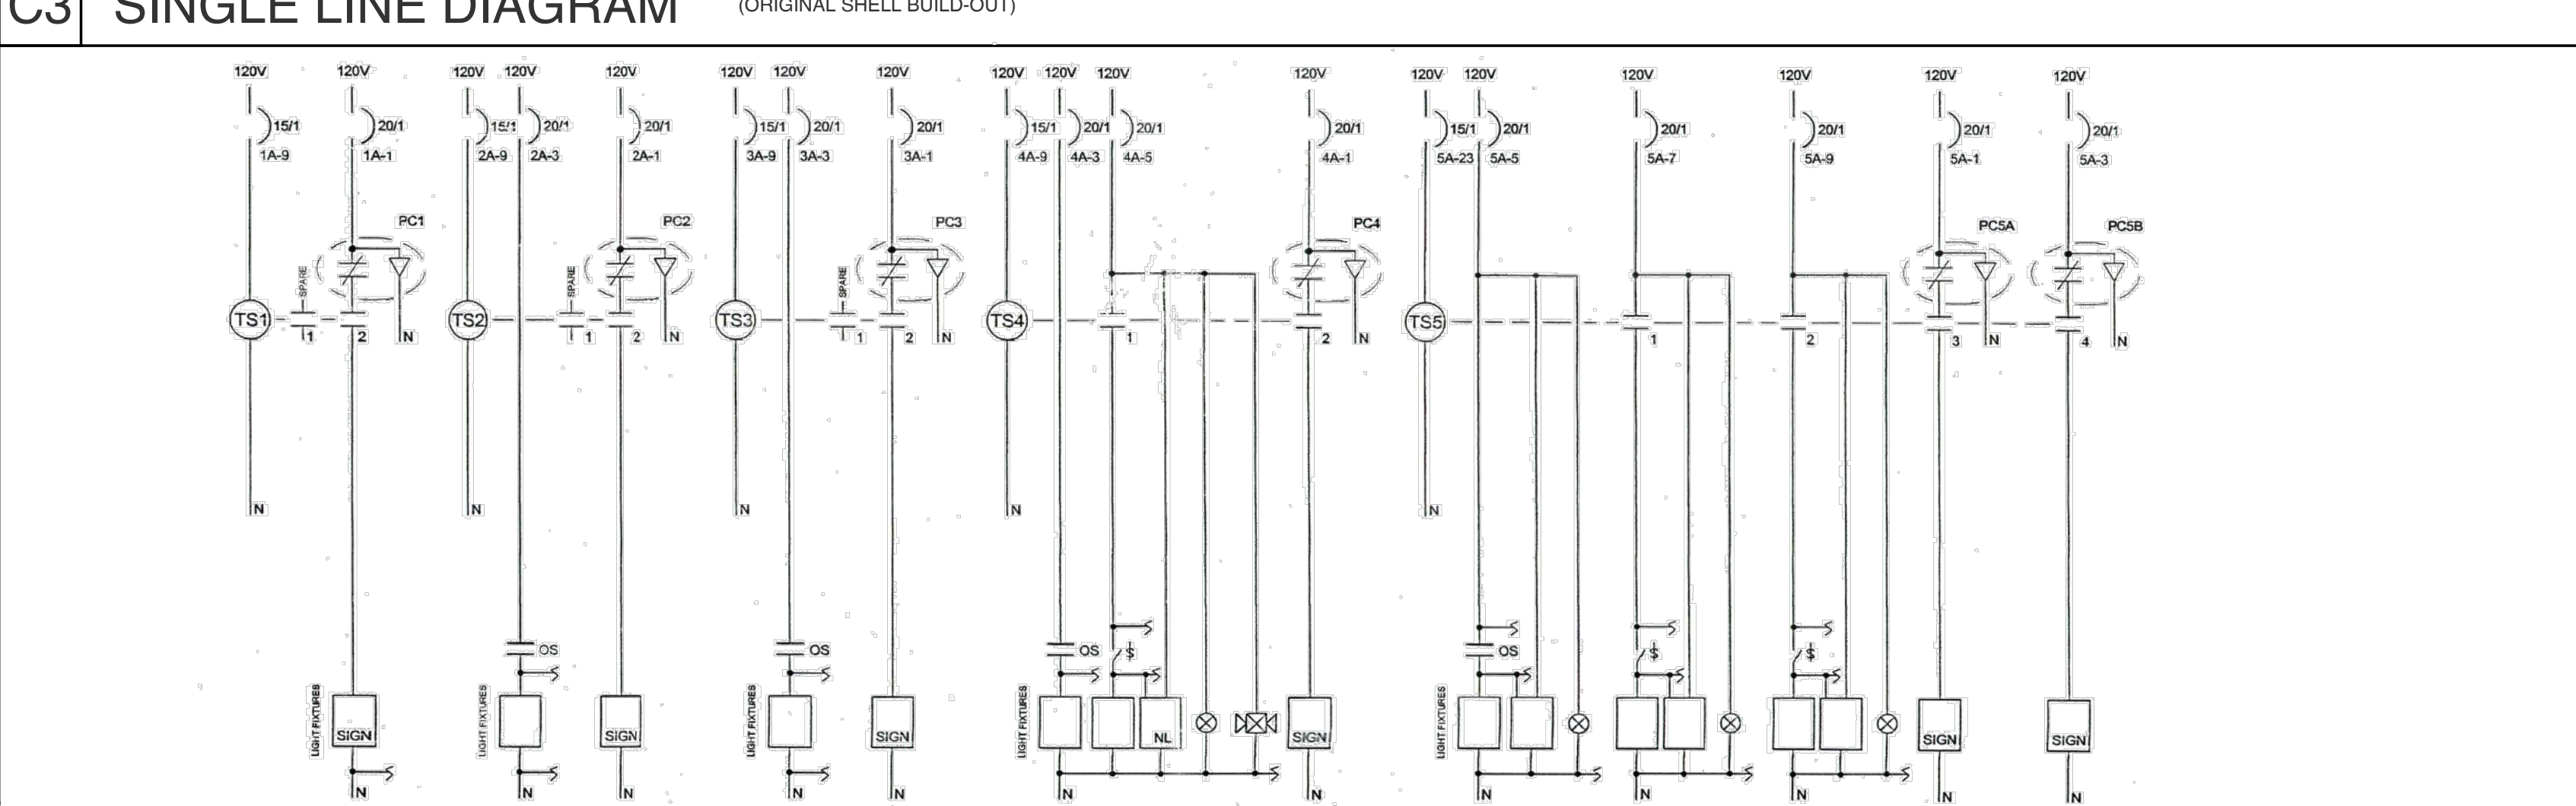 C3 SINGLE LINE DIAGRAM (ORIGINAL SHELL BUILD-OUT)
120V 120V 120V 120V 120V 120V 120V 120V 120V 120V 120V 120V 120V 120V 120V 120V 120V 120V
15/1 20/1 15/1 20/1 20/1 15/1 20/1 20/1 15/1 20/1 20/1 20/1 15/1 20/1 20/1 20/1 20/1 20/1
1A-9 1A-1 2A-9 2A-3 2A-1 3A-9 3A-3 3A-1 4A-9 4A-3 4A-5 4A-1 5A-23 5A-5 5A-7 5A-9 5A-1 5A-3
PC1 PC2 PC3 PC4 PC5A PC5B
SPARE SPARE SPARE
TS1 TS2 TS3 TS4 TS5
1 2 N 1 2 N 1 2 N 1 2 N 1 2 3 N 4 N
N N N N N
OS OS OS $ OS $ $
LIGHT FIXTURES LIGHT FIXTURES LIGHT FIXTURES LIGHT FIXTURES LIGHT FIXTURES
SIGN SIGN SIGN NL SIGN SIGN SIGN
N N N N N N N N N N N N